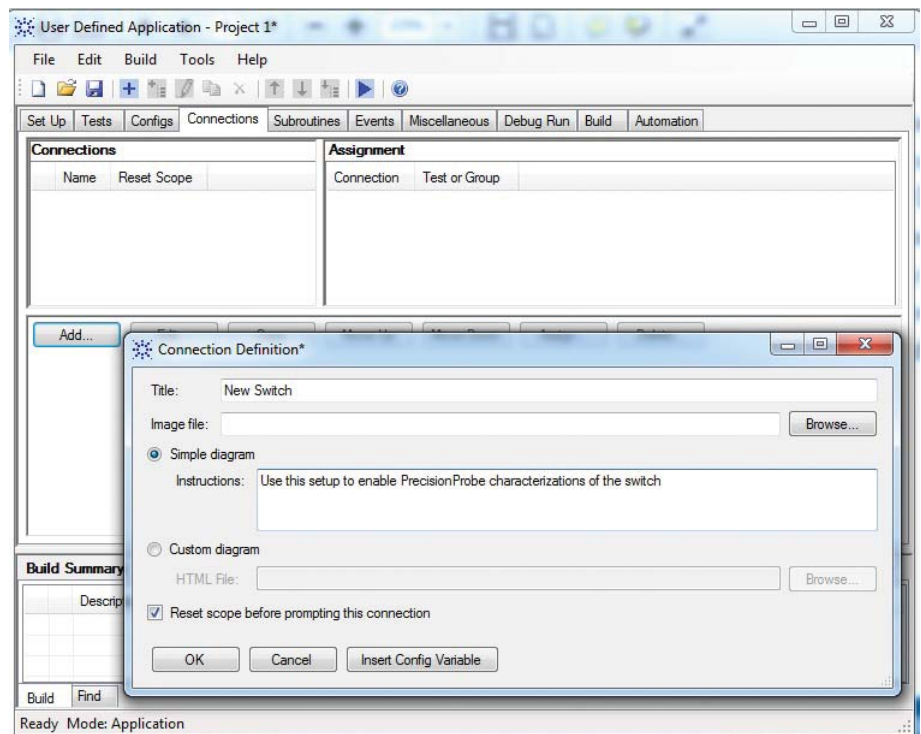 User Defined Application - Project 1*
File Edit Build Tools Help
Set Up Tests Configs Connections Subroutines Events Miscellaneous Debug Run Build Automation
Connections Assignment
Name Reset Scope Connection Test or Group
Add...
Connection Definition*
Title: New Switch
Image file: Browse...
Simple diagram
Instructions: Use this setup to enable PrecisionProbe characterizations of the switch
Custom diagram
HTML File: Browse...
Reset scope before prompting this connection
OK Cancel Insert Config Variable
Build Summary
Build Find
Ready Mode: Application